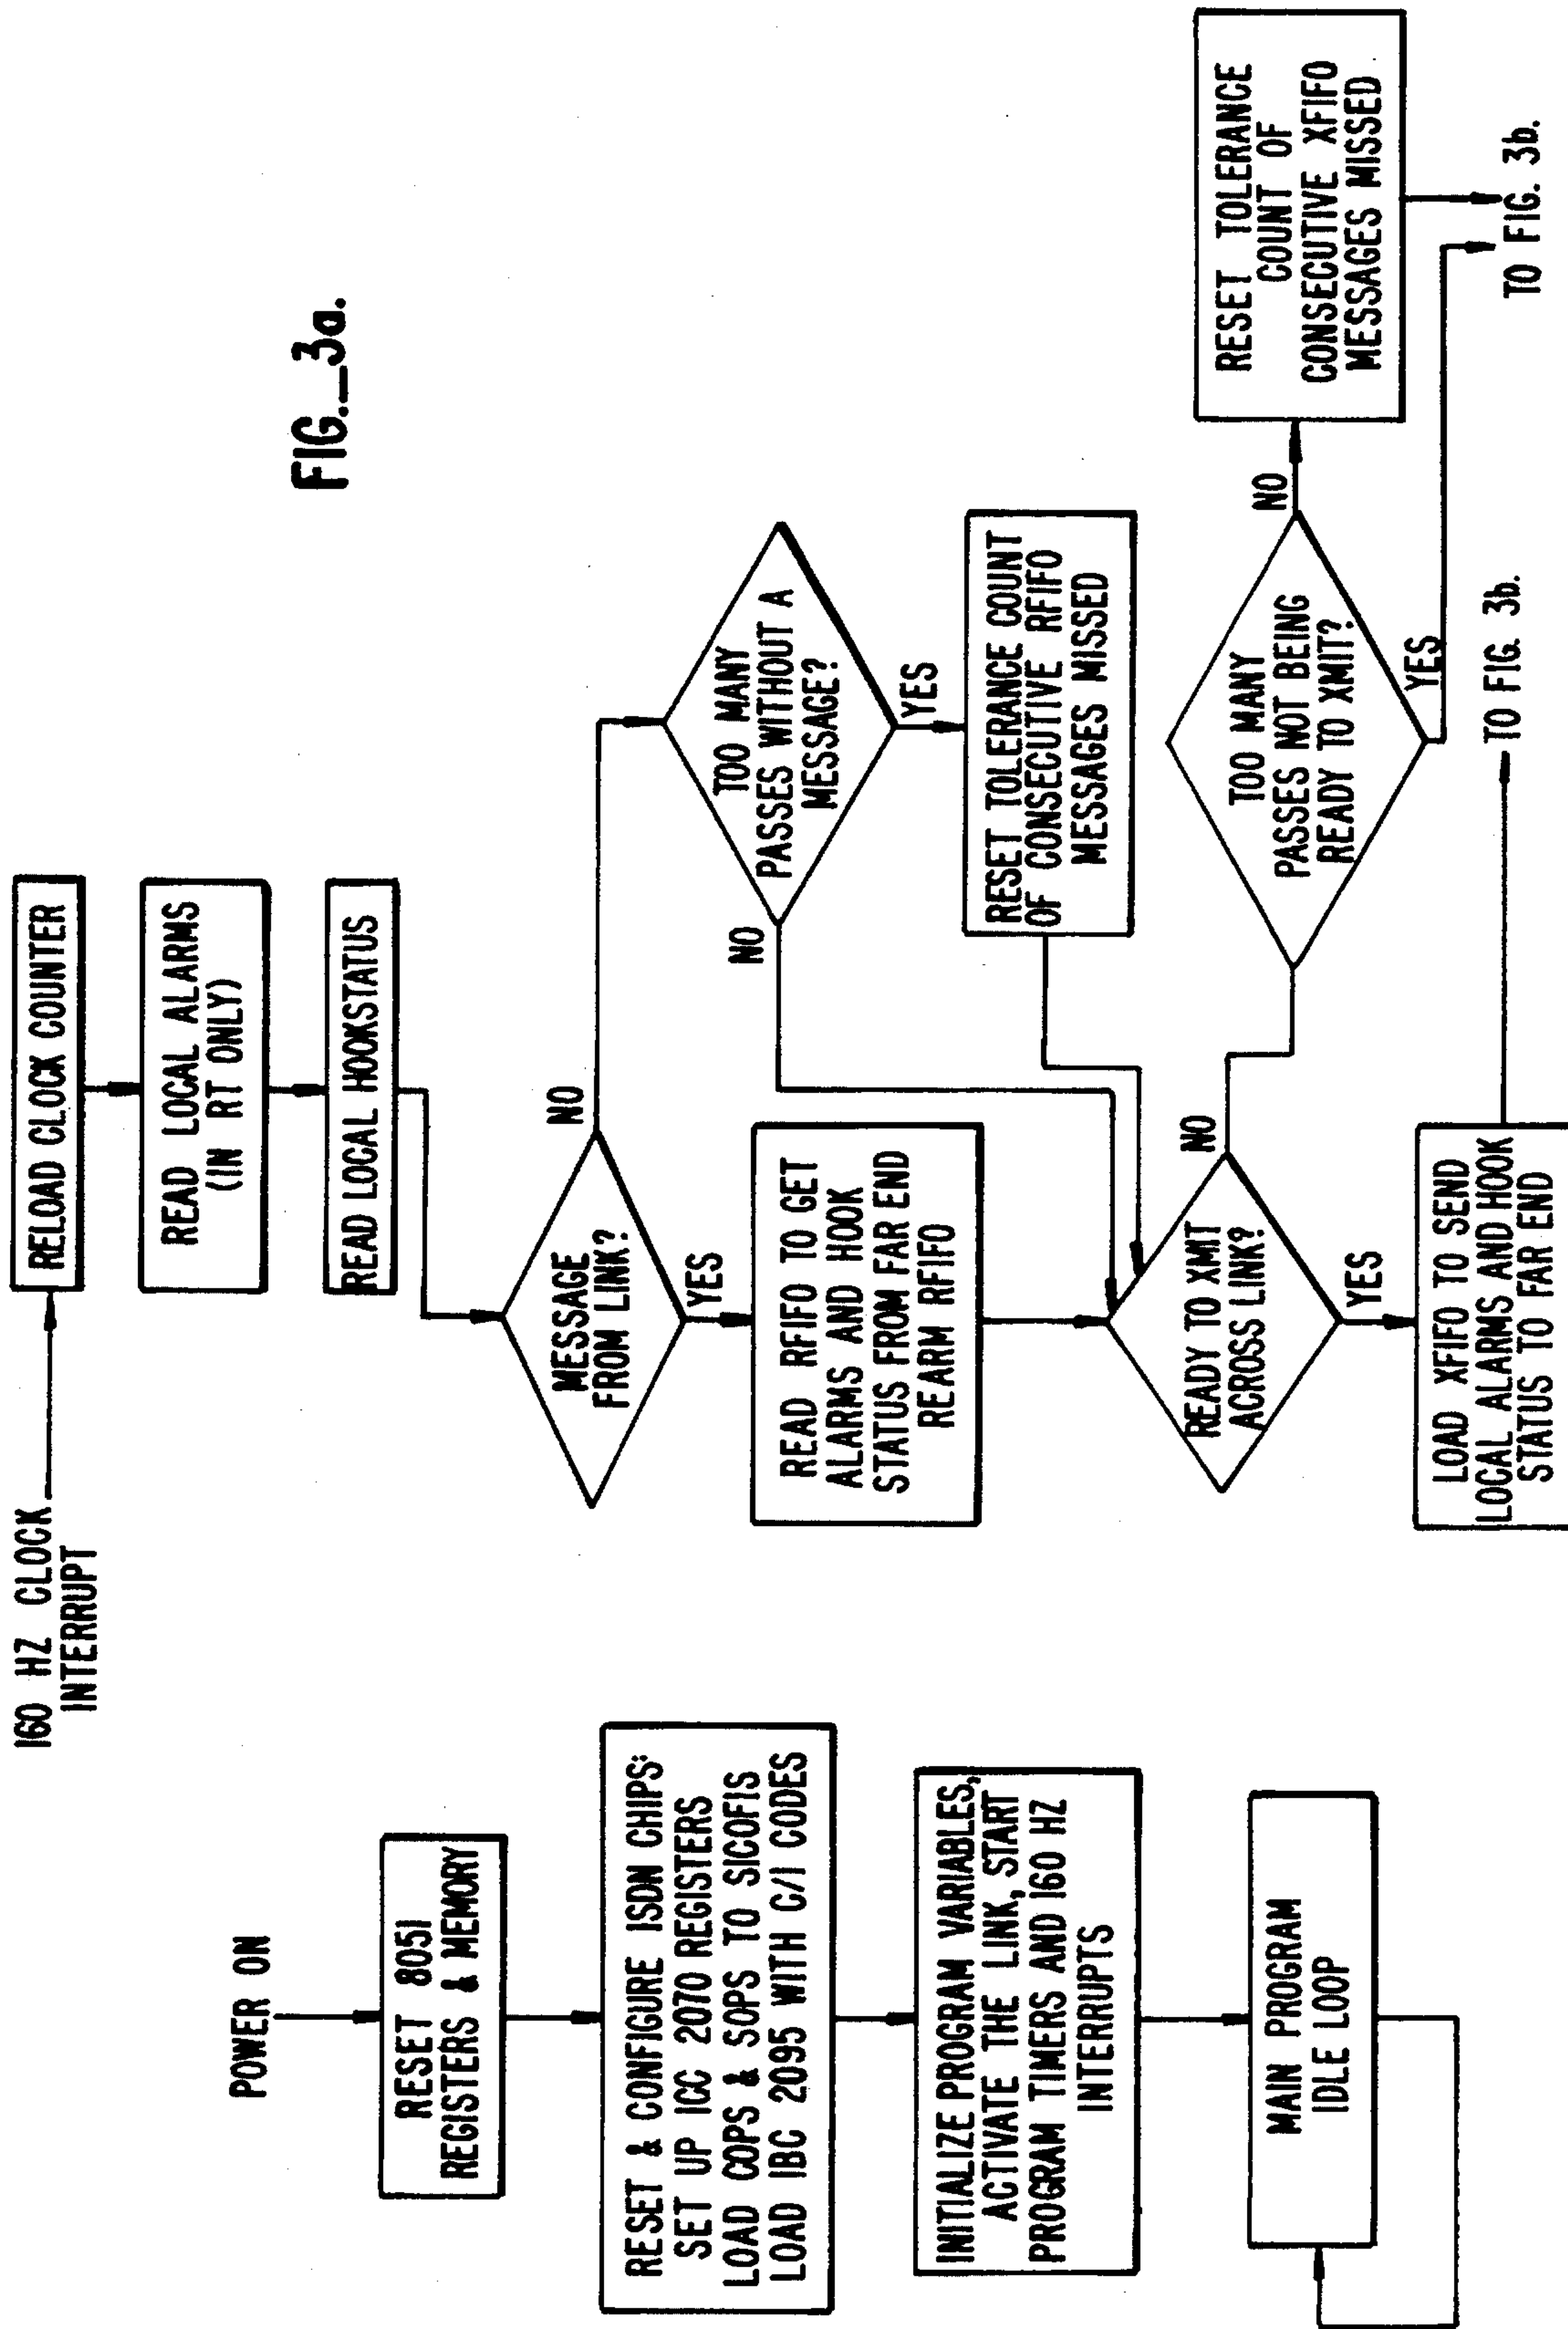 FIG._3a.
POWER ON
RESET 8051
REGISTERS & MEMORY
RESET & CONFIGURE ISDN CHIPS:
SET UP ICC 2070 REGISTERS
LOAD COPS & SOPS TO SICOFIS
LOAD IBC 2095 WITH C/I CODES
INITIALIZE PROGRAM VARIABLES,
ACTIVATE THE LINK, START
PROGRAM TIMERS AND 160 HZ
INTERRUPTS
MAIN PROGRAM
IDLE LOOP
160 HZ CLOCK
INTERRUPT
RELOAD CLOCK COUNTER
READ LOCAL ALARMS
(IN RT ONLY)
READ LOCAL HOOKSTATUS
MESSAGE
FROM LINK?
NO
YES
TOO MANY
PASSES WITHOUT A
MESSAGE?
NO
YES
READ RFIFO TO GET
ALARMS AND HOOK
STATUS FROM FAR END
REARM RFIFO
RESET TOLERANCE COUNT
OF CONSECUTIVE RFIFO
MESSAGES MISSED
READY TO XMIT
ACROSS LINK?
NO
YES
TOO MANY
PASSES NOT BEING
READY TO XMIT?
NO
YES
RESET TOLERANCE
COUNT OF
CONSECUTIVE XFIFO
MESSAGES MISSED
LOAD XFIFO TO SEND
LOCAL ALARMS AND HOOK
STATUS TO FAR END
TO FIG. 3b.
TO FIG. 3b.